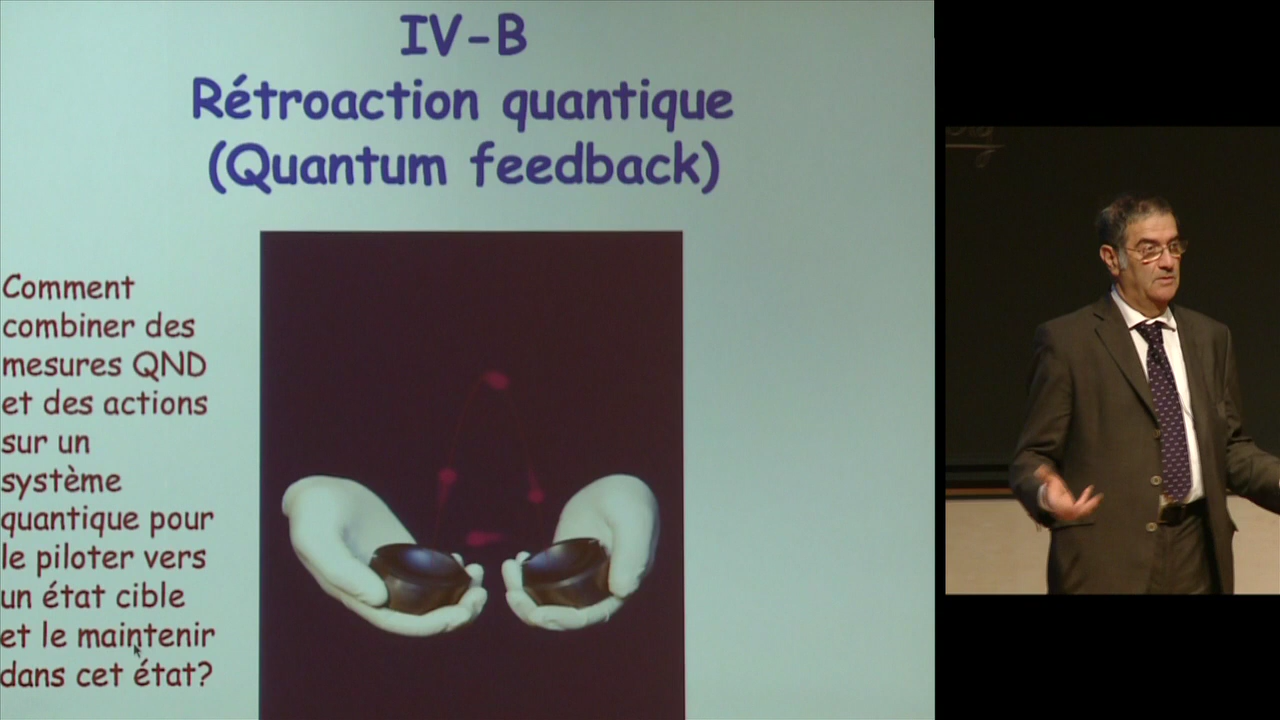 IV-B
Rétroaction quantique
(Quantum feedback)
Comment
combiner des
mesures QND
et des actions
sur un
système
quantique pour
le piloter vers
un état cible
et le maintenir
dans cet état?